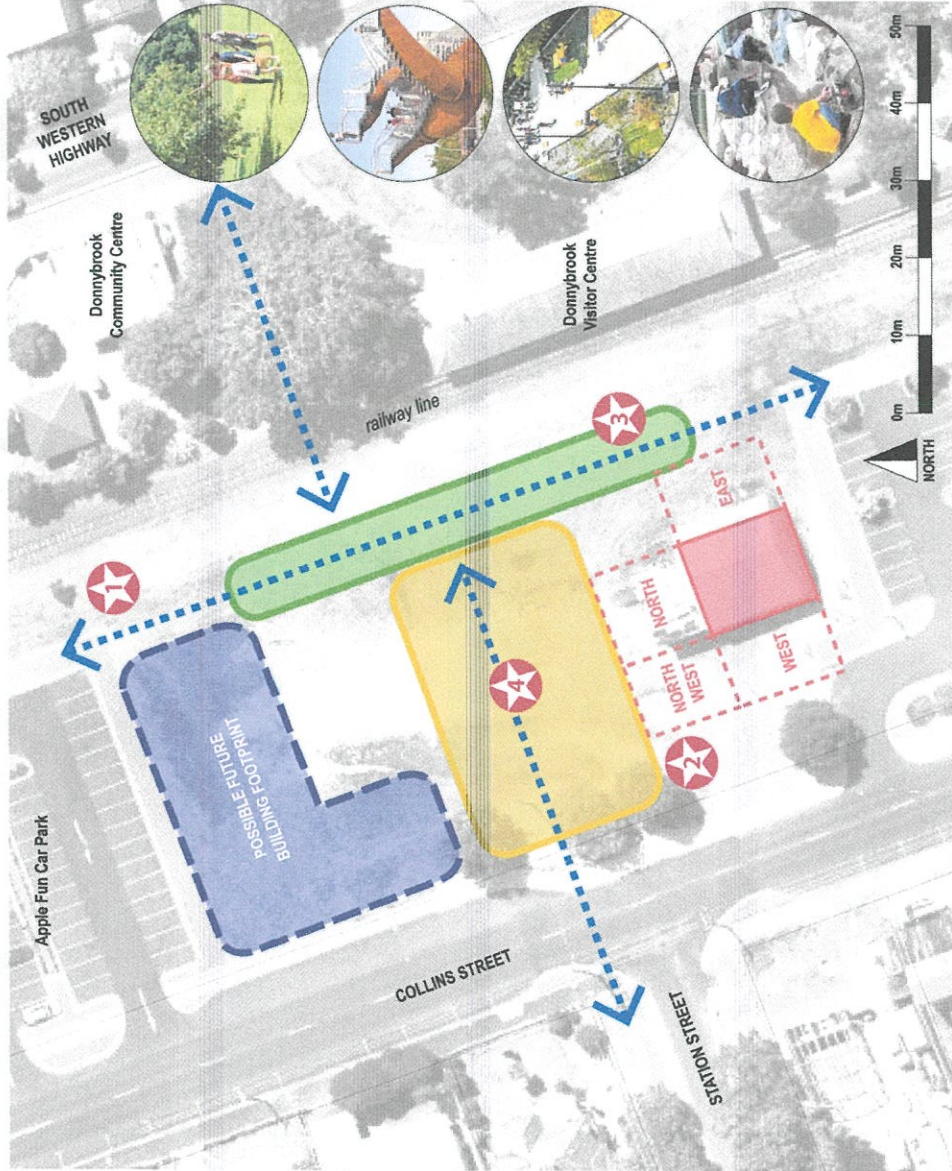 SOUTH
WESTERN
HIGHWAY
Donnybrook
Community Centre
Apple Fun Car Park
1
POSSIBLE FUTURE
BUILDING FOOTPRINT
railway line
Donnybrook
Visitor Centre
3
4
COLLINS STREET
2
NORTH
NORTH
WEST
EAST
WEST
STATION STREET
NORTH
0m
10m
20m
30m
40m
50m